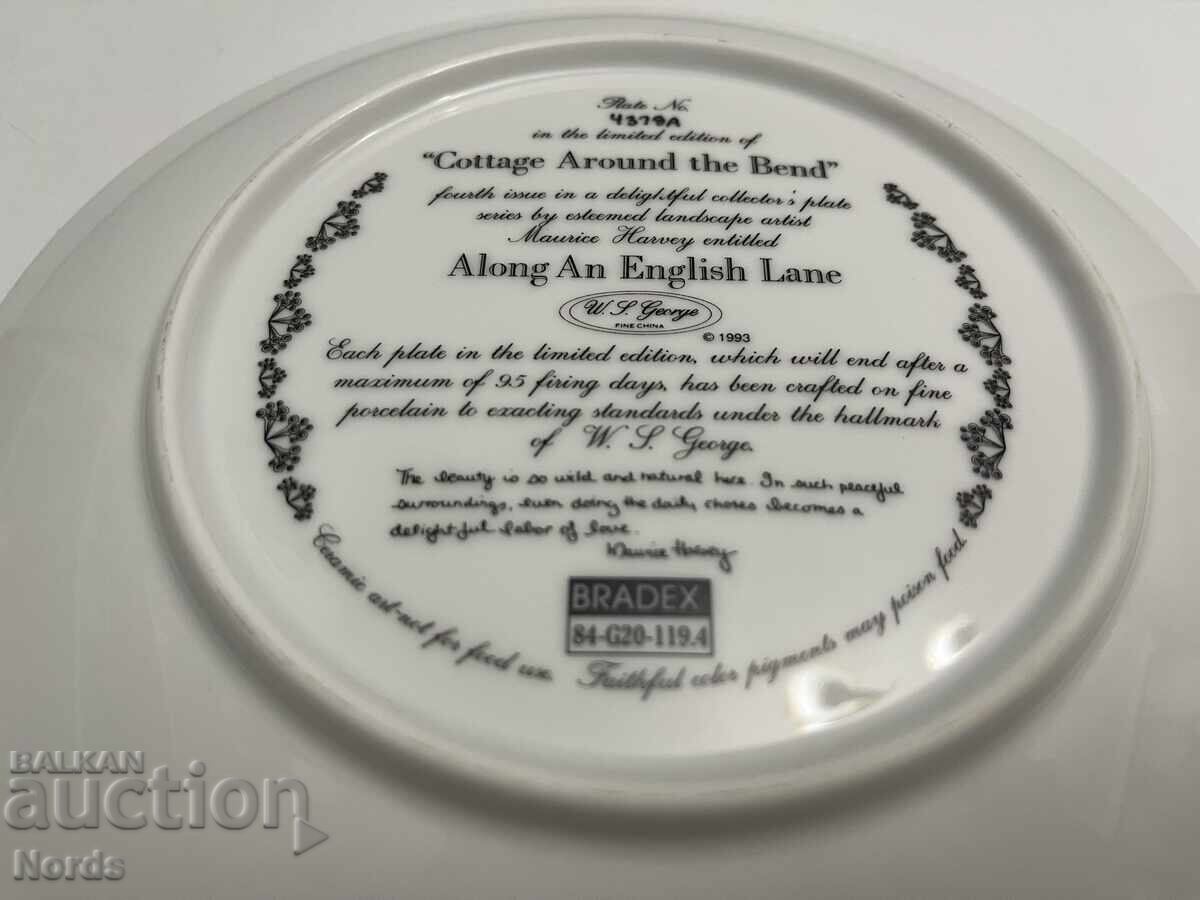 Plate No.
4379A
in the limited edition of
"Cottage Around the Bend"
fourth issue in a delightful collector's plate
series by esteemed landscape artist
Maurice Harvey entitled
Along An English Lane
W. S. George
FINE CHINA
© 1993
Each plate in the limited edition, which will end after a
maximum of 95 firing days, has been crafted on fine
porcelain to exacting standards under the hallmark
of W. S. George.
The beauty is so wild and natural here. In such peaceful
surroundings, even doing the daily chores becomes a
delightful labor of love.
Maurice Harvey
BRADEX
84-G20-119.4
Ceramic art-not for food use. Faithful color pigments may poison food
BALKAN
auction
Nords